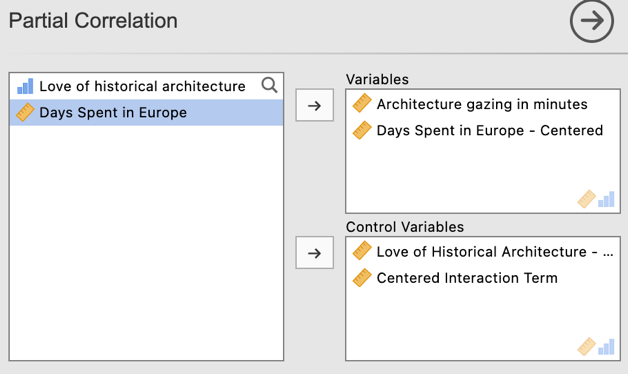 Partial Correlation
Love of historical architecture
Days Spent in Europe
Variables
Architecture gazing in minutes
Days Spent in Europe - Centered
Control Variables
Love of Historical Architecture - ...
Centered Interaction Term